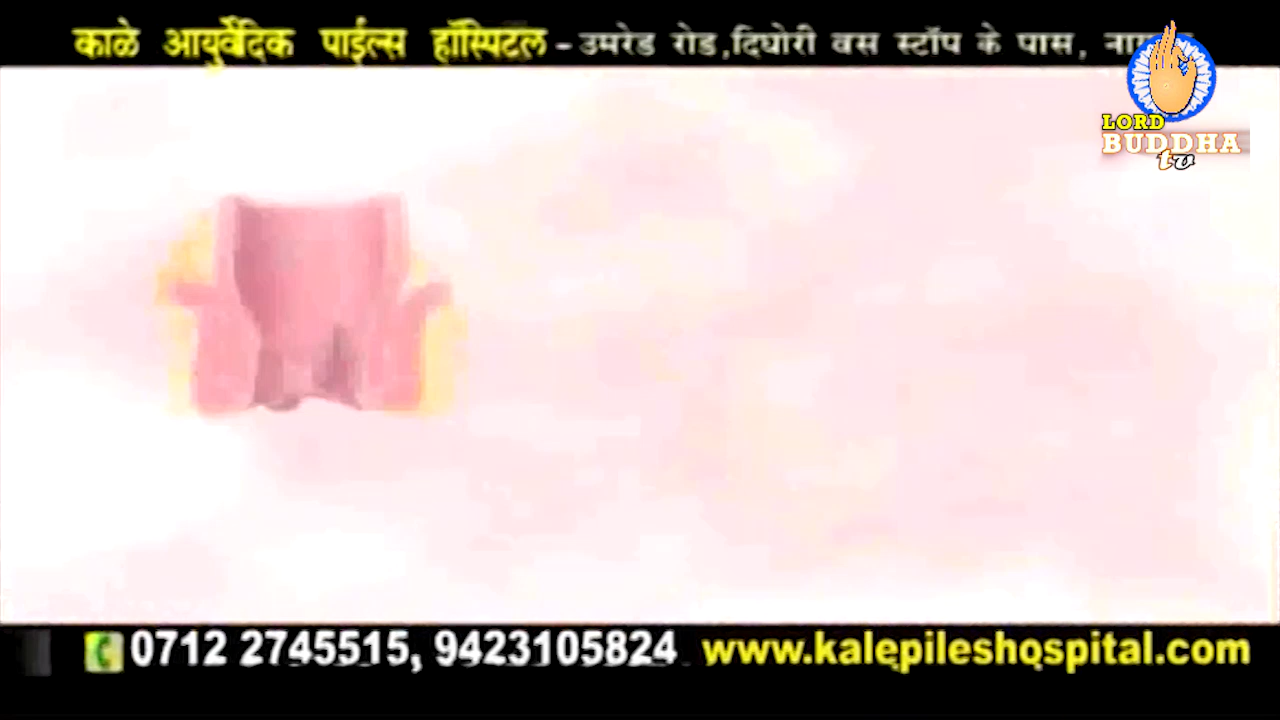 काळे आयुर्वेदिक पाईल्स हॉस्पिटल – उमरेड रोड,दिघोरी बस स्टॉप के पास,
LORD
BUDDHA
tv
0712 2745515, 9423105824 www.kalepileshospital.com